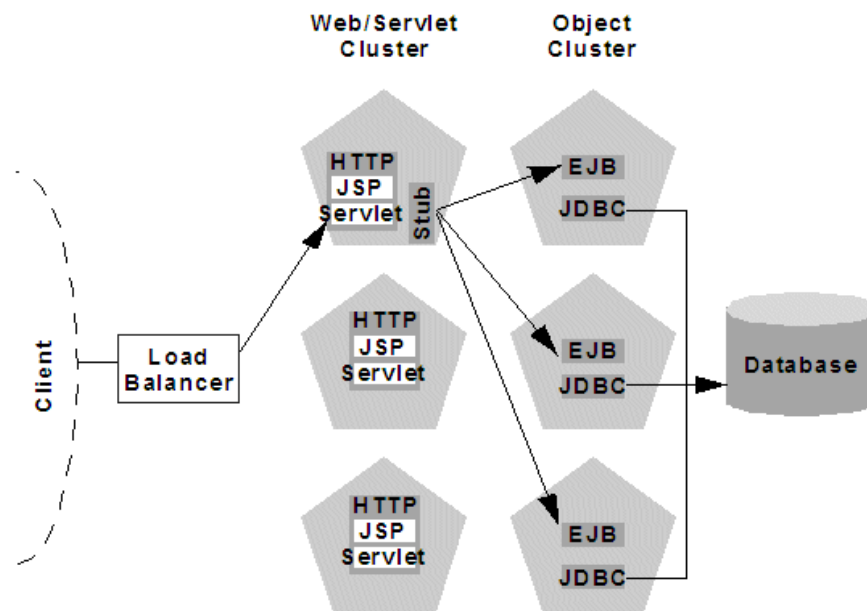 Web/Servlet
Cluster
Object
Cluster
HTTP
JSP
Servlet
Stub
EJB
JDBC
Client
Load
Balancer
HTTP
JSP
Servlet
EJB
JDBC
Database
HTTP
JSP
Servlet
EJB
JDBC